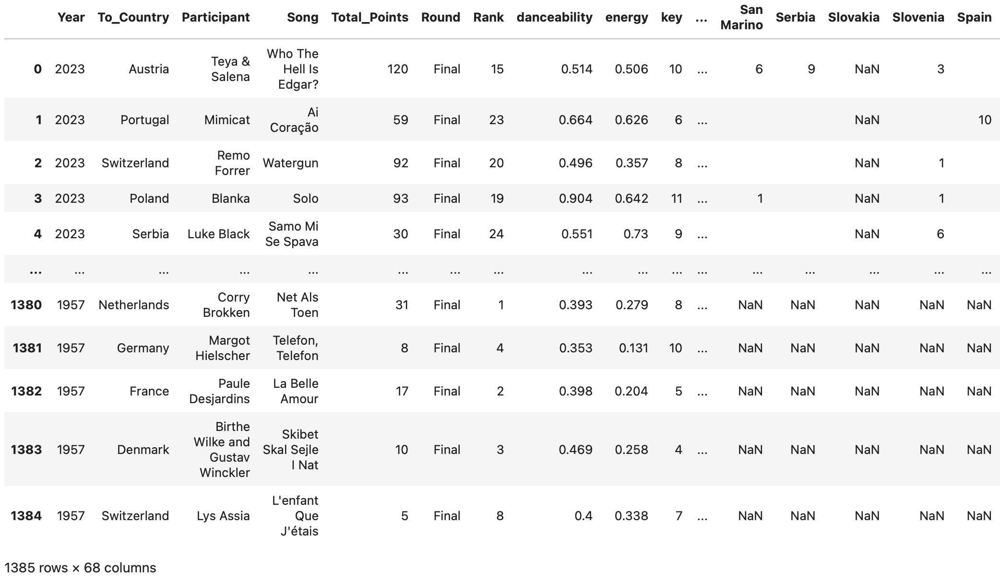 Year To_Country Participant Song Total_Points Round Rank danceability energy key ... San Marino Serbia Slovakia Slovenia Spain
0 2023 Austria Teya & Salena Who The Hell Is Edgar? 120 Final 15 0.514 0.506 10 ... 6 9 NaN 3
1 2023 Portugal Mimicat Ai Coração 59 Final 23 0.664 0.626 6 ... NaN 10
2 2023 Switzerland Remo Forrer Watergun 92 Final 20 0.496 0.357 8 ... NaN 1
3 2023 Poland Blanka Solo 93 Final 19 0.904 0.642 11 ... 1 NaN 1
4 2023 Serbia Luke Black Samo Mi Se Spava 30 Final 24 0.551 0.73 9 ... NaN 6
... ... ... ... ... ... ... ... ... ... ... ... ... ... ... ... ...
1380 1957 Netherlands Corry Brokken Net Als Toen 31 Final 1 0.393 0.279 8 ... NaN NaN NaN NaN NaN
1381 1957 Germany Margot Hielscher Telefon, Telefon 8 Final 4 0.353 0.131 10 ... NaN NaN NaN NaN NaN
1382 1957 France Paule Desjardins La Belle Amour 17 Final 2 0.398 0.204 5 ... NaN NaN NaN NaN NaN
1383 1957 Denmark Birthe Wilke and Gustav Winckler Skibet Skal Sejle I Nat 10 Final 3 0.469 0.258 4 ... NaN NaN NaN NaN NaN
1384 1957 Switzerland Lys Assia L'enfant Que J'étais 5 Final 8 0.4 0.338 7 ... NaN NaN NaN NaN NaN
1385 rows × 68 columns